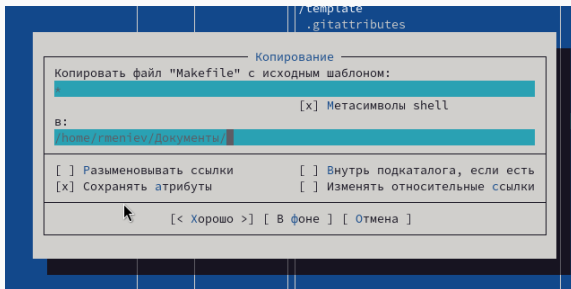 /template
.gitattributes
Копирование
Копировать файл "Makefile" с исходным шаблоном:
*
[x] Метасимволы shell
в:
/home/rmeniev/Документы/
[ ] Разыменовывать ссылки [ ] Внутрь подкаталога, если есть
[x] Сохранять атрибуты [ ] Изменять относительные ссылки
[< Хорошо >] [ В фоне ] [ Отмена ]